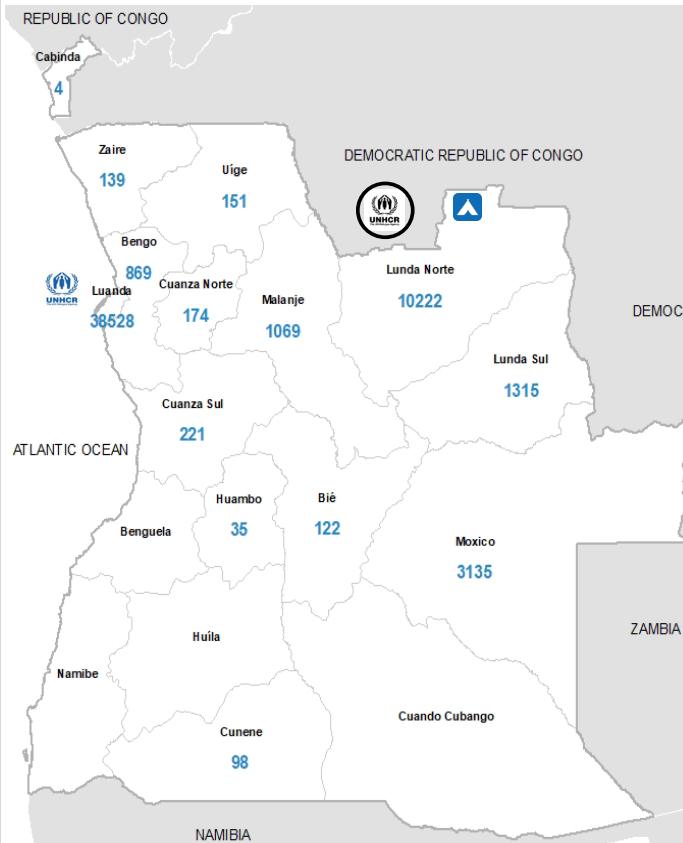 REPUBLIC OF CONGO
Cabinda
4
Zaire
139
Uíge
151
DEMOCRATIC REPUBLIC OF CONGO
UNHCR
Bengo
869
Lunda Norte
10222
UNHCR
Luanda
38528
Cuanza Norte
174
Malanje
1069
DEMOC
Lunda Sul
1315
Cuanza Sul
221
ATLANTIC OCEAN
Huambo
35
Bié
122
Benguela
Moxico
3135
Huíla
ZAMBIA
Namibe
Cuando Cubango
Cunene
98
NAMIBIA